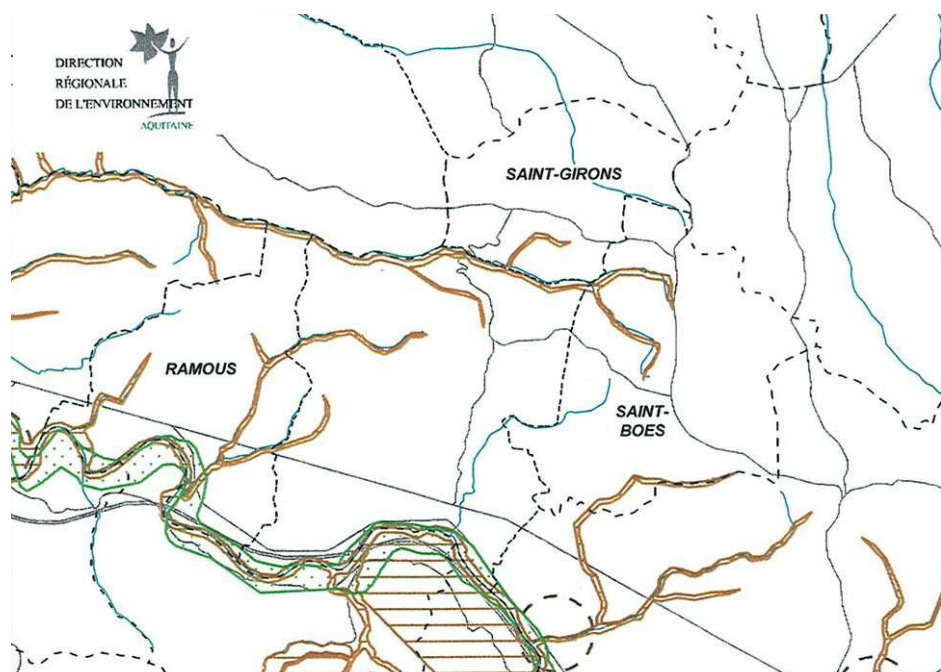 DIRECTION
RÉGIONALE
DE L'ENVIRONNEMENT
AQUITAINE
SAINT-GIRONS
RAMOUS
SAINT-
BOES